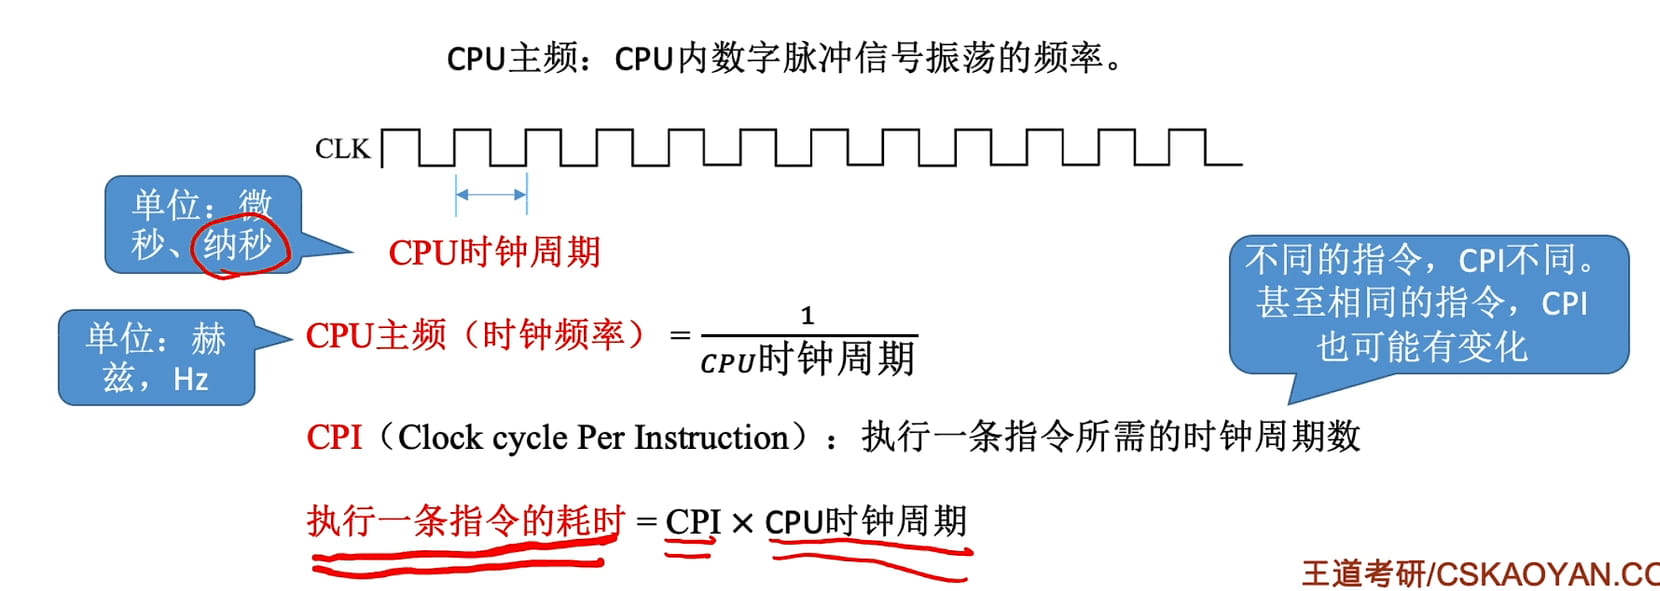 CPU主频：CPU内数字脉冲信号振荡的频率。
CLK
单位：微
秒、纳秒
CPU时钟周期
单位：赫
兹，Hz
CPU主频（时钟频率）=
1
CPU时钟周期
不同的指令，CPI不同。
甚至相同的指令，CPI
也可能有变化
CPI（Clock cycle Per Instruction）：执行一条指令所需的时钟周期数
执行一条指令的耗时 = CPI × CPU时钟周期
王道考研/CSKAOYAN.CO